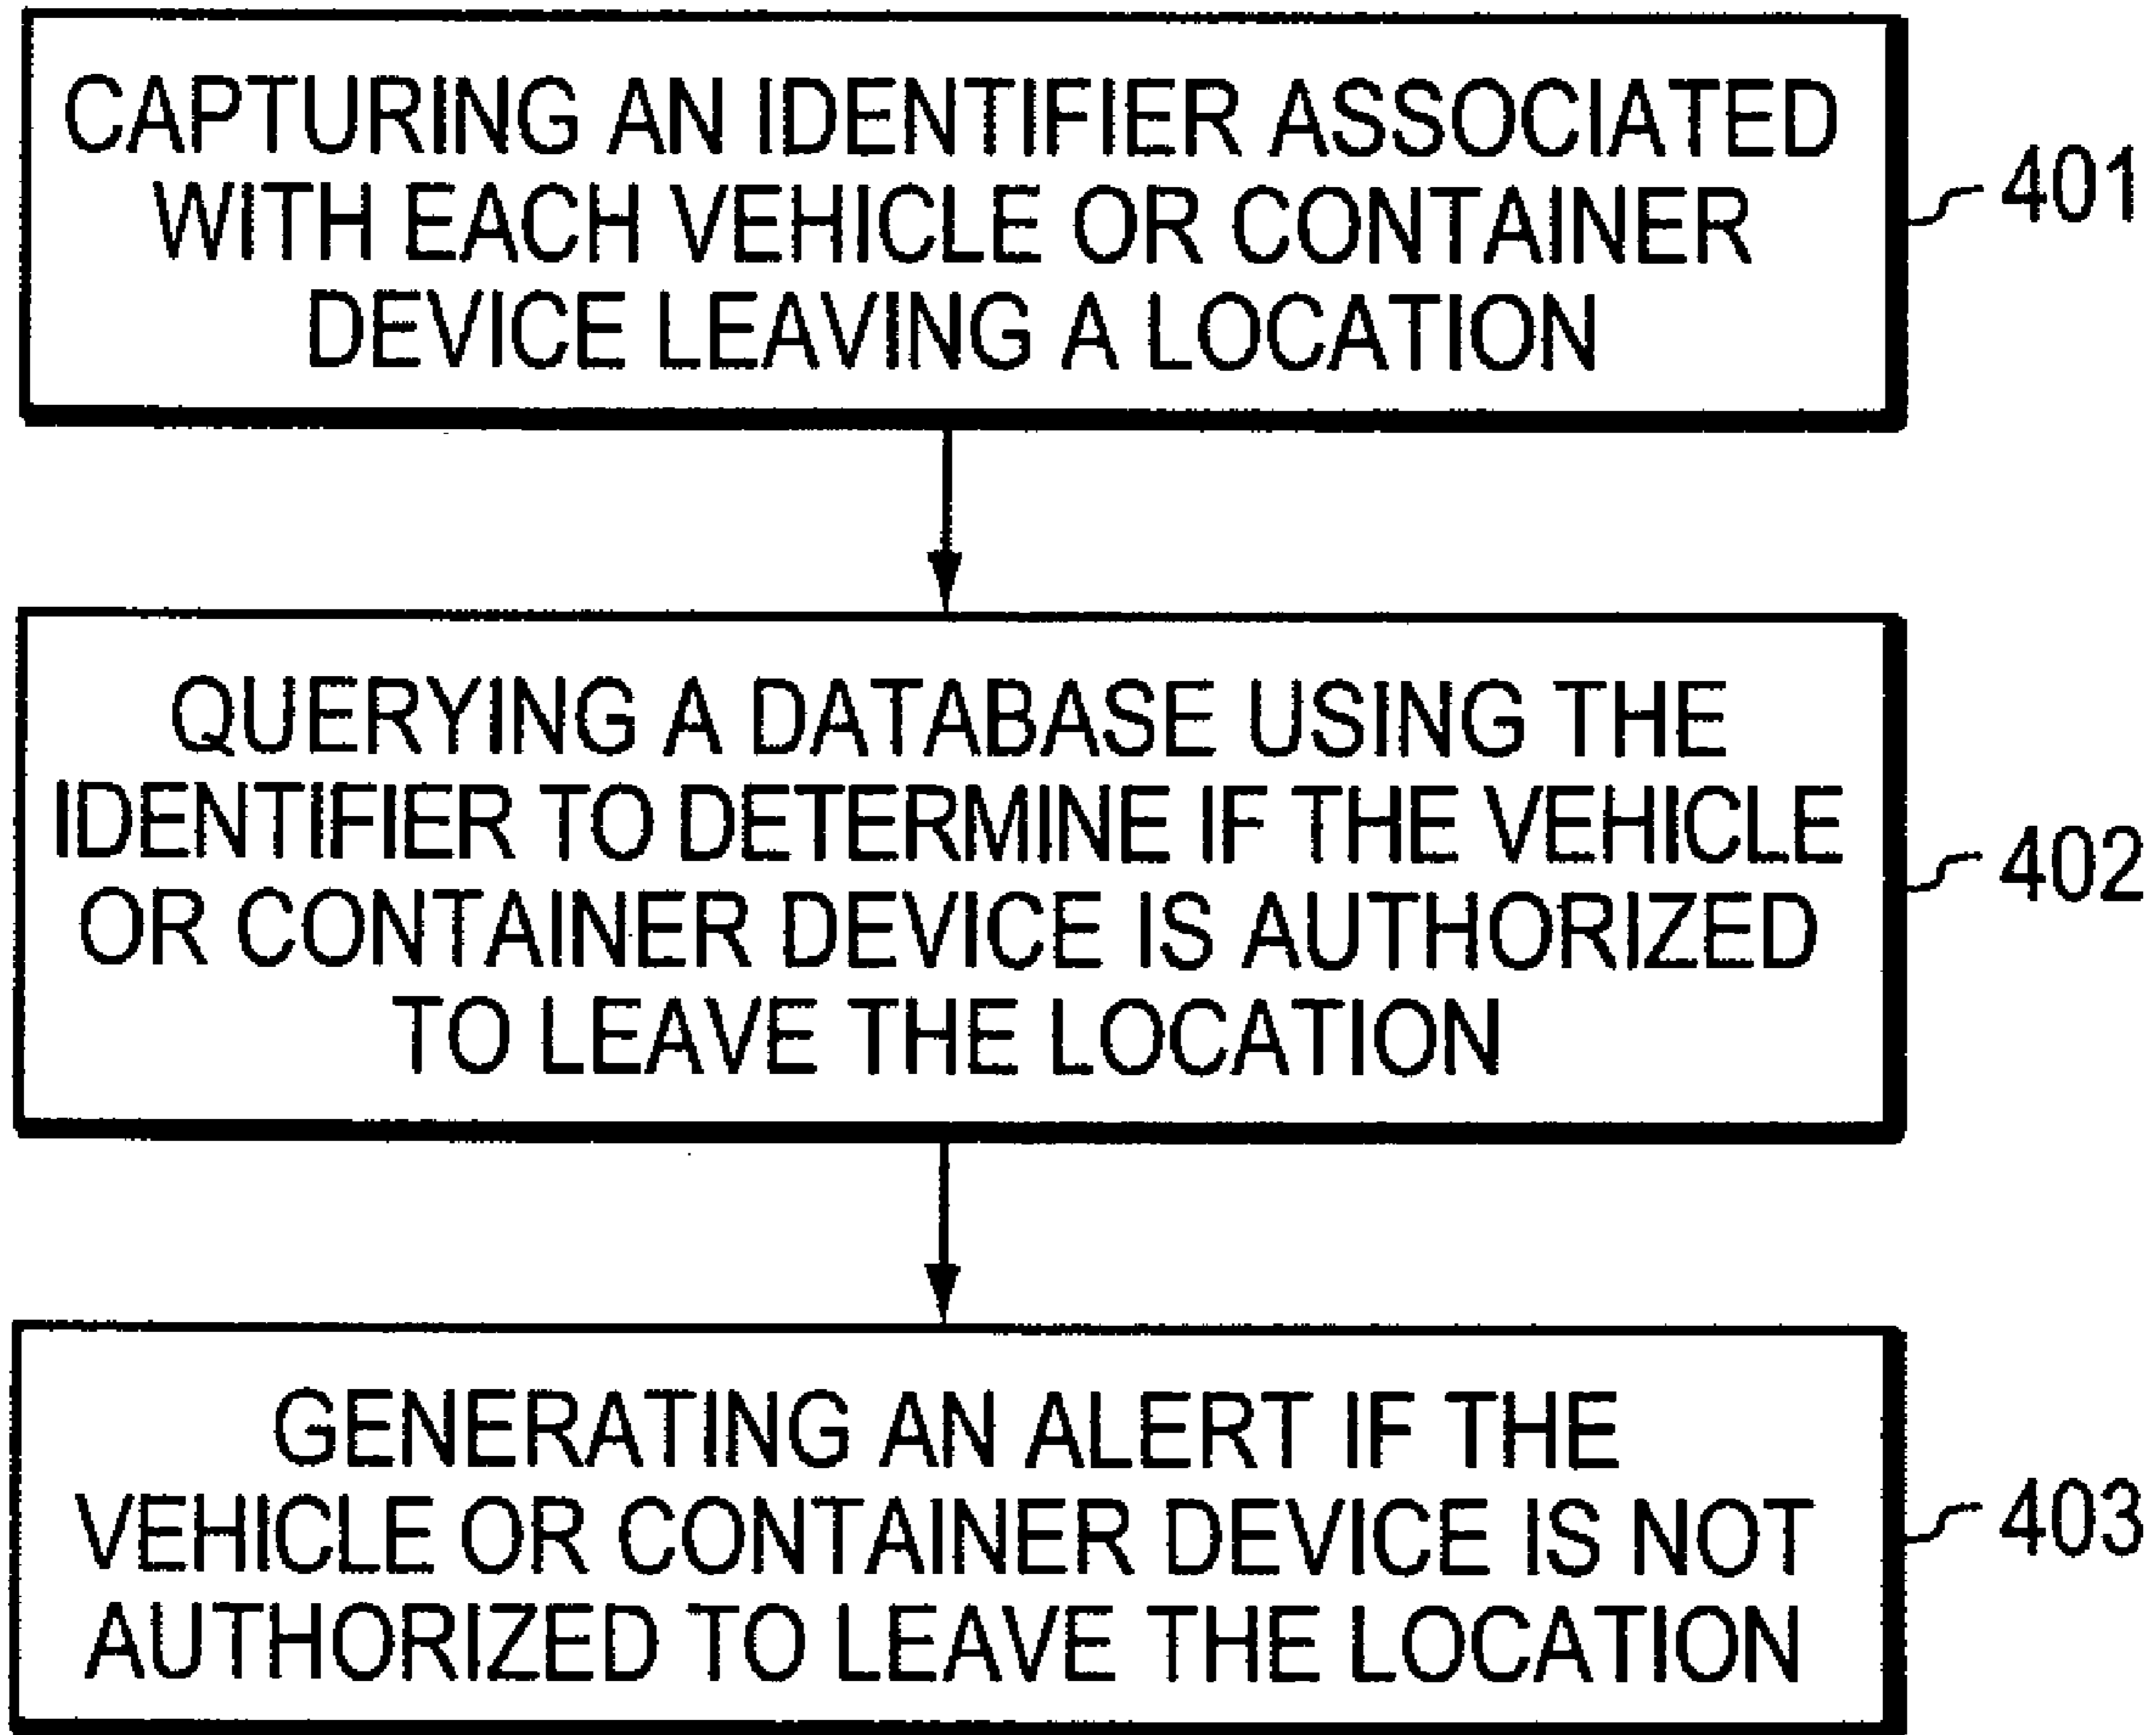 CAPTURING AN IDENTIFIER ASSOCIATED
WITH EACH VEHICLE OR CONTAINER
DEVICE LEAVING A LOCATION
401
QUERYING A DATABASE USING THE
IDENTIFIER TO DETERMINE IF THE VEHICLE
OR CONTAINER DEVICE IS AUTHORIZED
TO LEAVE THE LOCATION
402
GENERATING AN ALERT IF THE
VEHICLE OR CONTAINER DEVICE IS NOT
AUTHORIZED TO LEAVE THE LOCATION
403